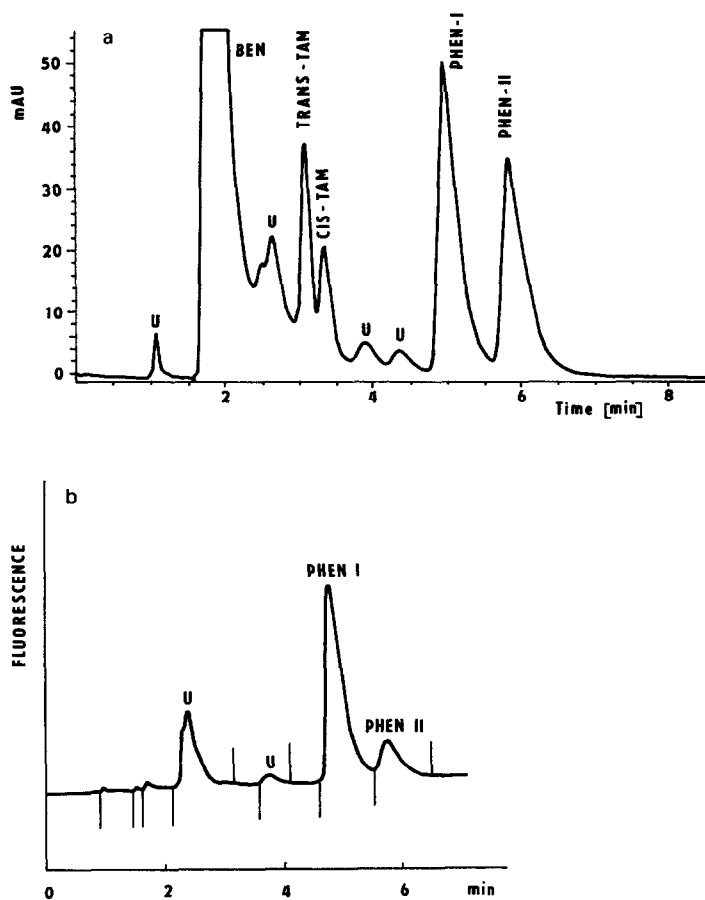 a
mAU
50
40
30
20
10
0
U
BEN
U
TRANS-TAM
CIS-TAM
U
U
PHEN-I
PHEN-II
2
4
6
8
Time [min]
b
FLUORESCENCE
U
U
PHEN I
PHEN II
0
2
4
6
min